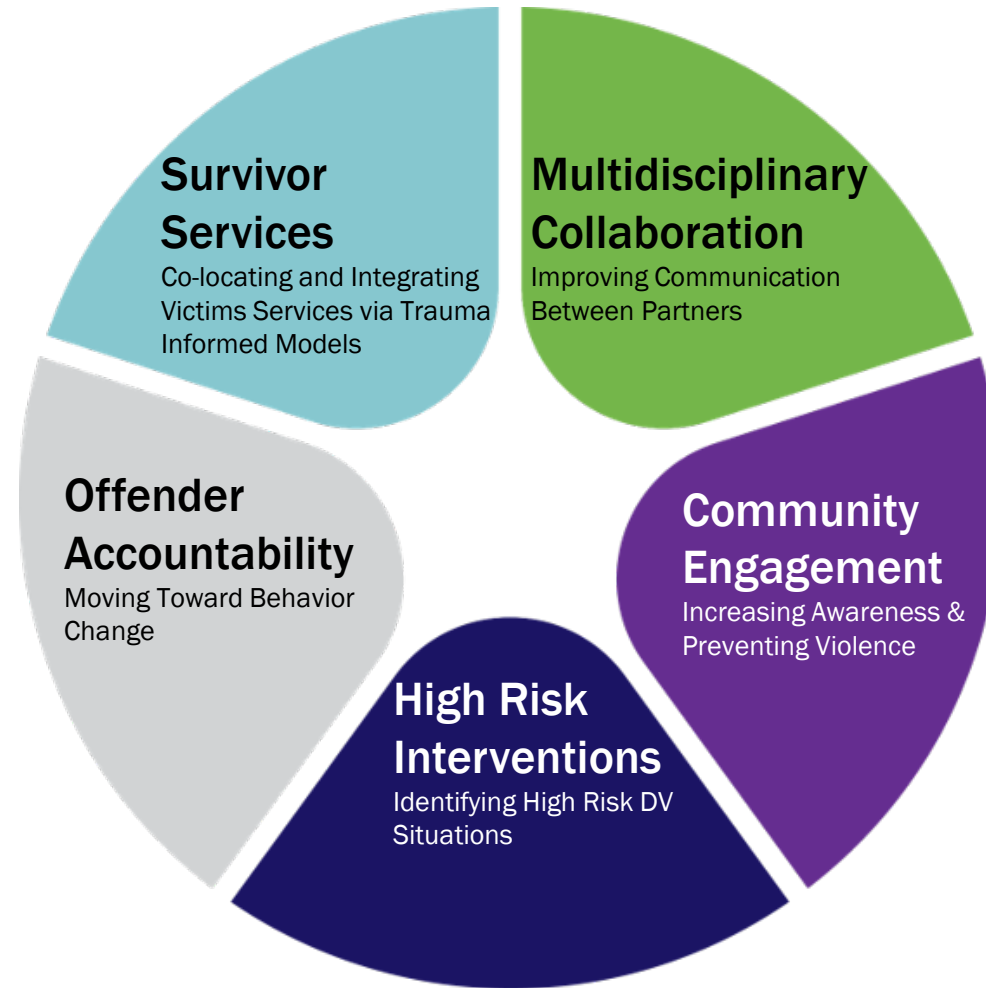 Survivor
Services
Co-locating and Integrating
Victims Services via Trauma
Informed Models
Multidisciplinary
Collaboration
Improving Communication
Between Partners
Community
Engagement
Increasing Awareness &
Preventing Violence
High Risk
Interventions
Identifying High Risk DV
Situations
Offender
Accountability
Moving Toward Behavior
Change